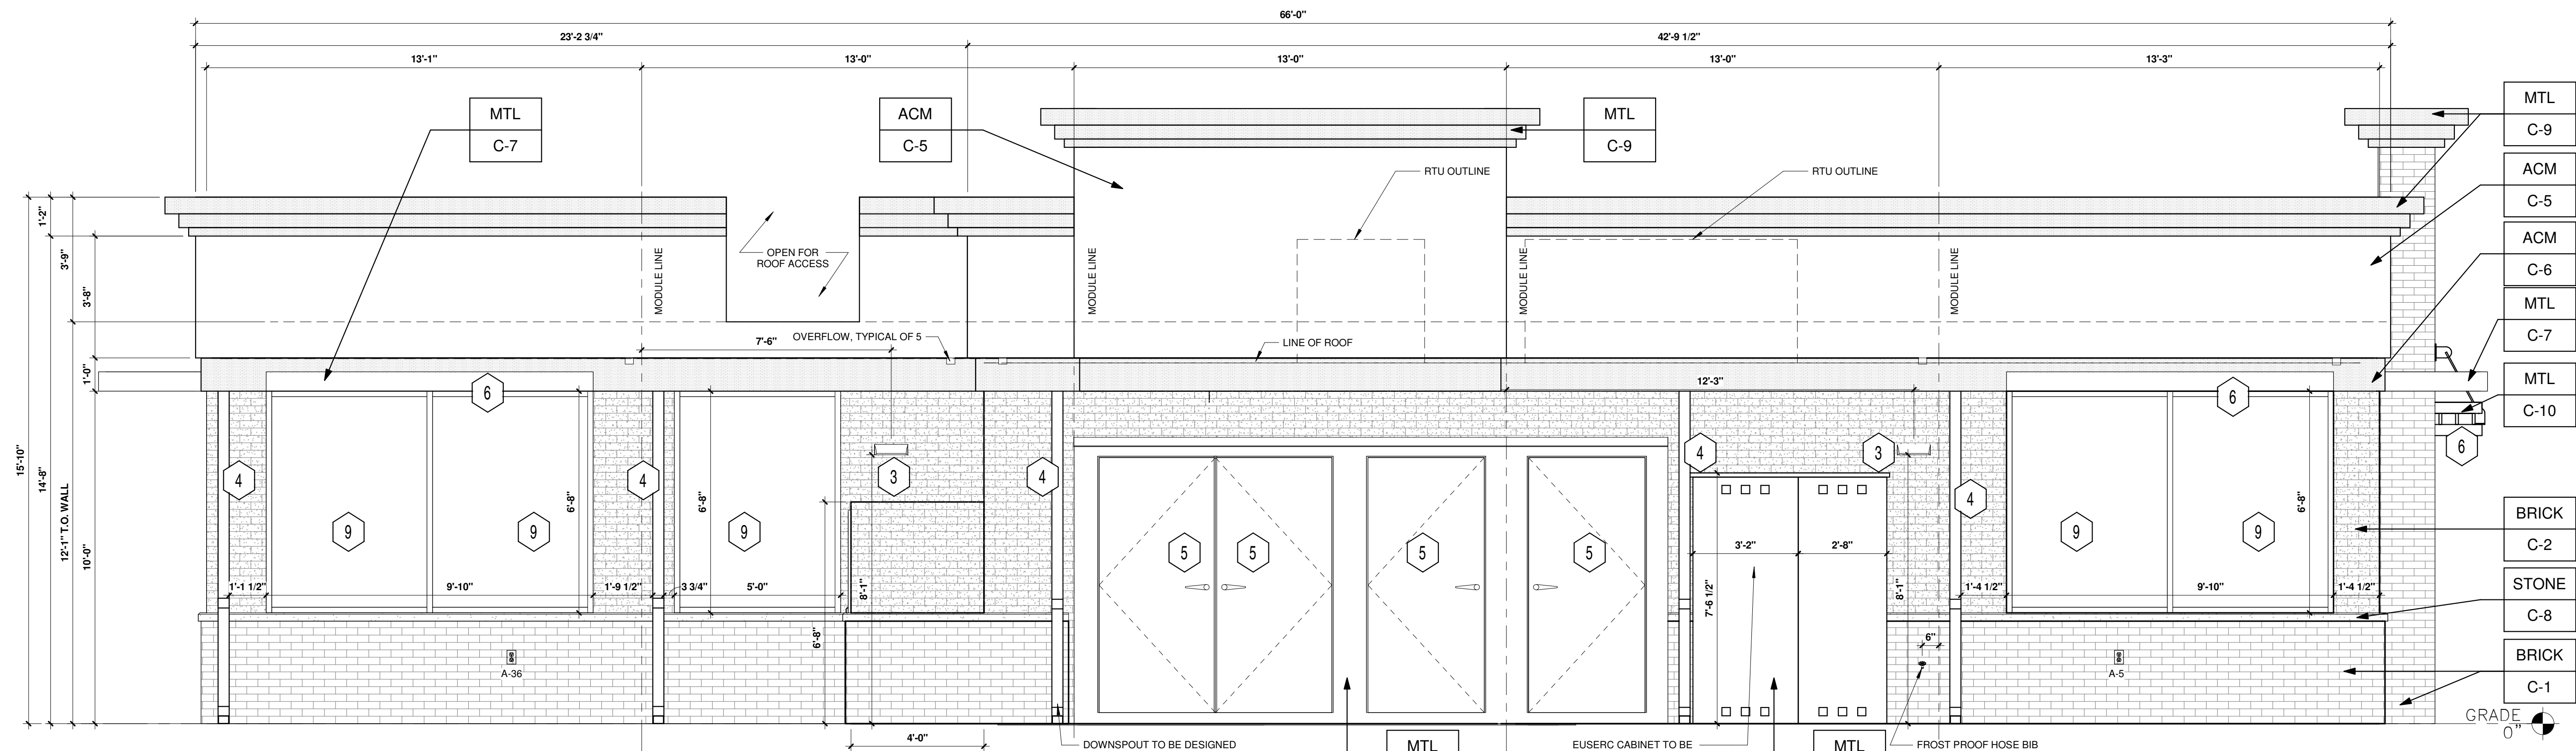 66'-0"
23'-2 3/4"
42'-9 1/2"
13'-1"
13'-0"
13'-0"
13'-0"
13'-3"
MTL
C-7
ACM
C-5
MTL
C-9
MTL
C-9
ACM
C-5
ACM
C-6
MTL
C-7
MTL
C-10
BRICK
C-2
STONE
C-8
BRICK
C-1
RTU OUTLINE
RTU OUTLINE
OPEN FOR
ROOF ACCESS
MODULE LINE
MODULE LINE
MODULE LINE
MODULE LINE
OVERFLOW, TYPICAL OF 5
LINE OF ROOF
7'-6"
12'-3"
15'-10"
14'-8"
12'-1" T.O. WALL
1'-2"
3'-9"
3'-8"
1'-0"
10'-0"
6
6
6
4
4
4
4
4
3
3
9
9
9
9
9
5
5
5
5
6'-8"
6'-8"
6'-8"
6'-8"
8'-11"
8'-11"
7'-6 1/2"
3'-2"
2'-8"
1'-1 1/2"
9'-10"
1'-9 1/2"
3 3/4"
5'-0"
1'-4 1/2"
9'-10"
1'-4 1/2"
6"
A-36
A-5
4'-0"
DOWNSPOUT TO BE DESIGNED
MTL
EUSERC CABINET TO BE
MTL
FROST PROOF HOSE BIB
GRADE
0"